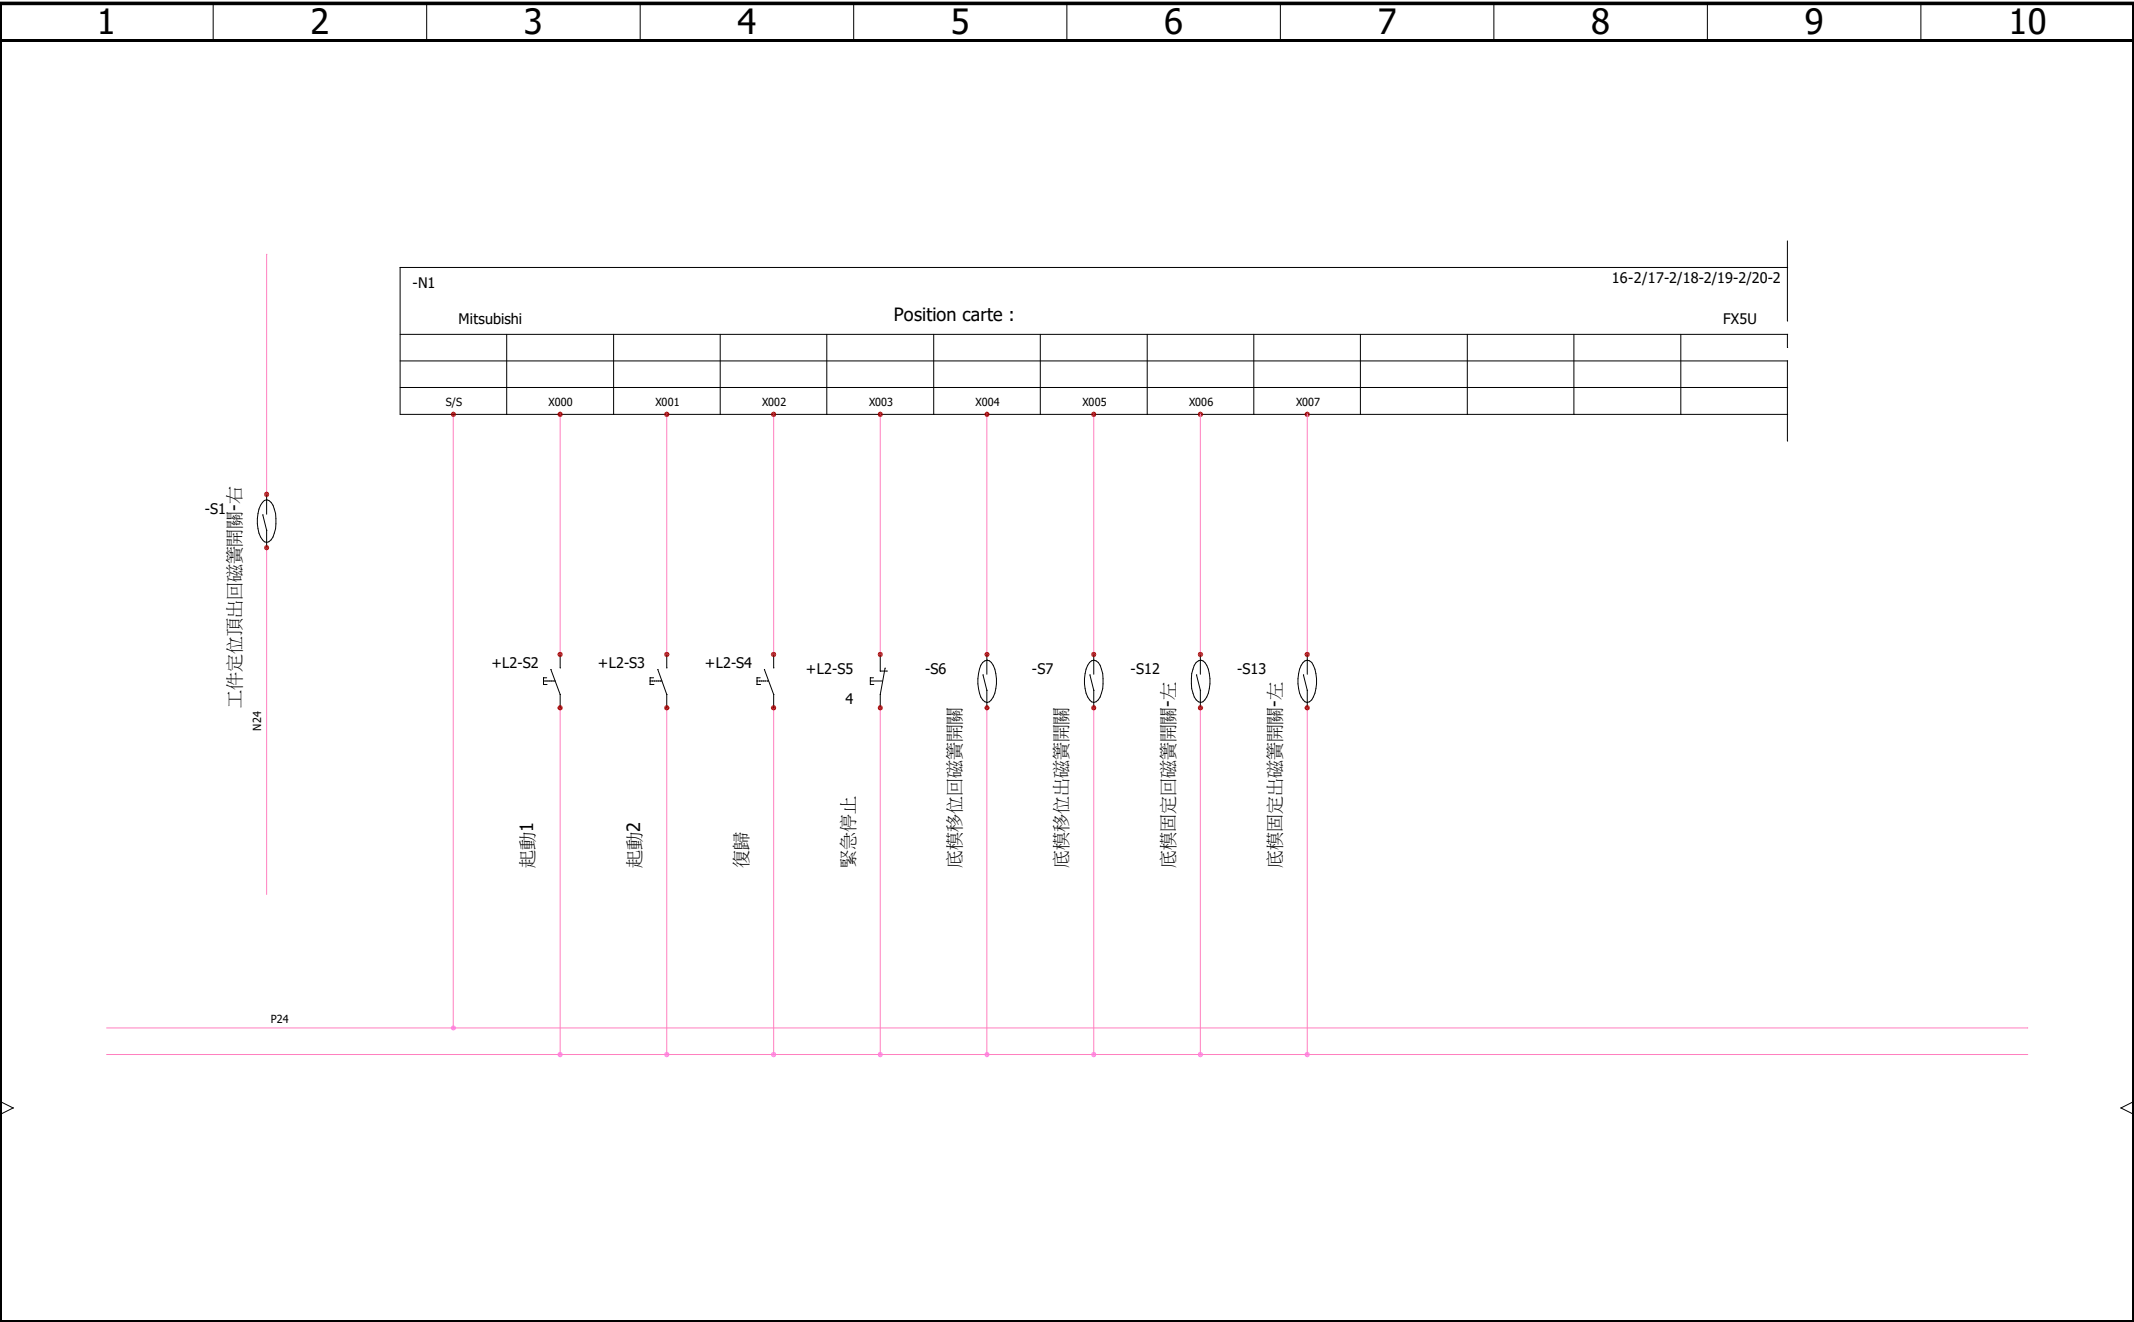 1 2 3 4 5 6 7 8 9 10
-N1
16-2/17-2/18-2/19-2/20-2
Mitsubishi
Position carte :
FX5U
S/S X000 X001 X002 X003 X004 X005 X006 X007
-S1
工件定位頂出回磁簧開關-右
N24
+L2-S2
+L2-S3
+L2-S4
+L2-S5
4
-S6
-S7
-S12
-S13
起動1
起動2
復歸
緊急停止
底模移位回磁簧開關
底模移位出磁簧開關
底模固定回磁簧開關-左
底模固定出磁簧開關-左
P24